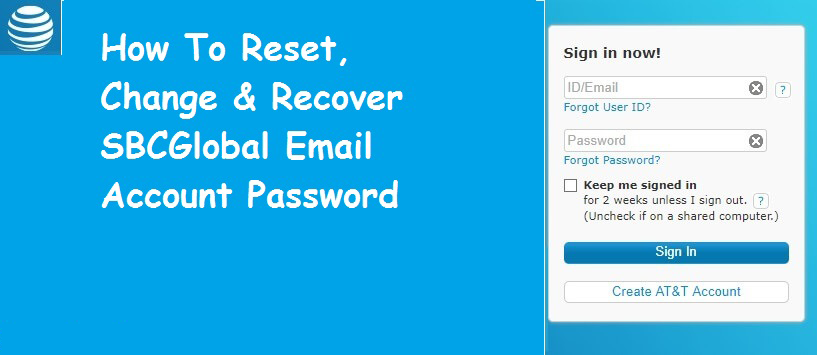 How To Reset,
Change & Recover
SBCGlobal Email
Account Password
Sign in now!
ID/Email
?
Forgot User ID?
Password
Forgot Password?
Keep me signed in
for 2 weeks unless I sign out. ?
(Uncheck if on a shared computer.)
Sign In
Create AT&T Account